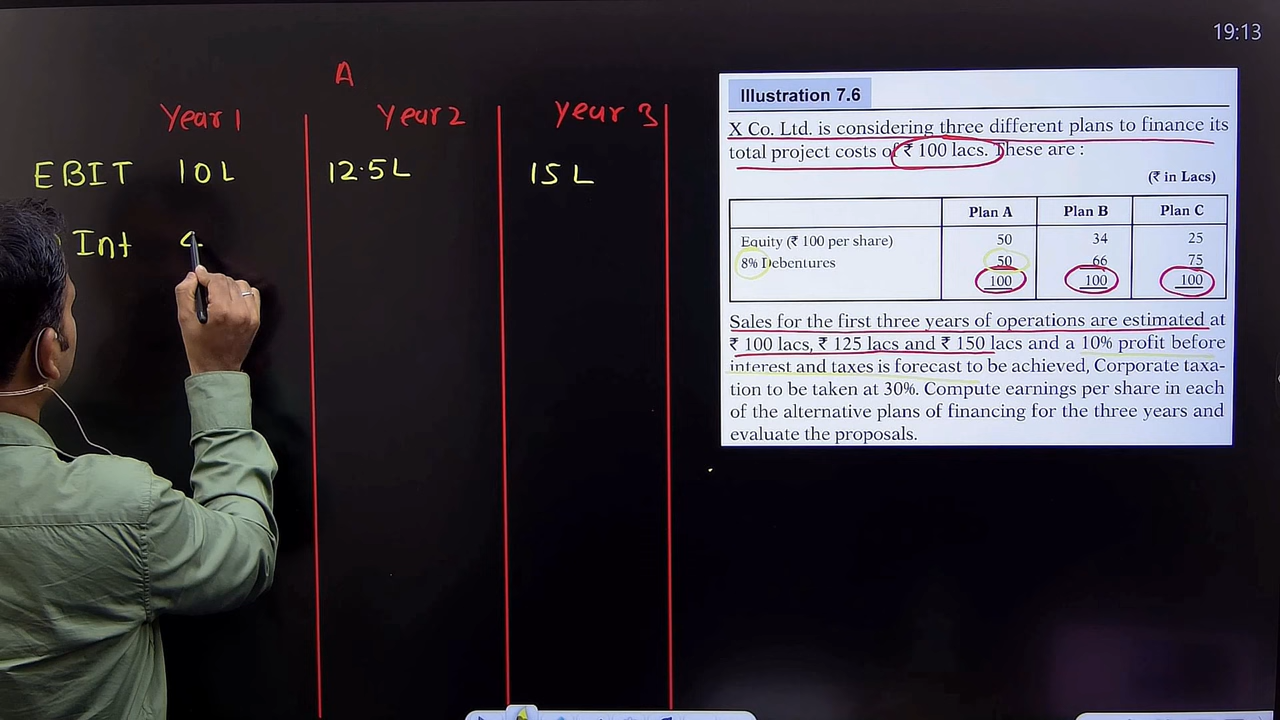 19:13
A
Year 1 Year 2 Year 3
EBIT 10 L 12.5 L 15 L
Int 4
Illustration 7.6
X Co. Ltd. is considering three different plans to finance its
total project costs of ₹ 100 lacs. These are :
(₹ in Lacs)
Plan A Plan B Plan C
Equity (₹ 100 per share) 50 34 25
8% Debentures 50 66 75
100 100 100
Sales for the first three years of operations are estimated at
₹ 100 lacs, ₹ 125 lacs and ₹ 150 lacs and a 10% profit before
interest and taxes is forecast to be achieved, Corporate taxa-
tion to be taken at 30%. Compute earnings per share in each
of the alternative plans of financing for the three years and
evaluate the proposals.